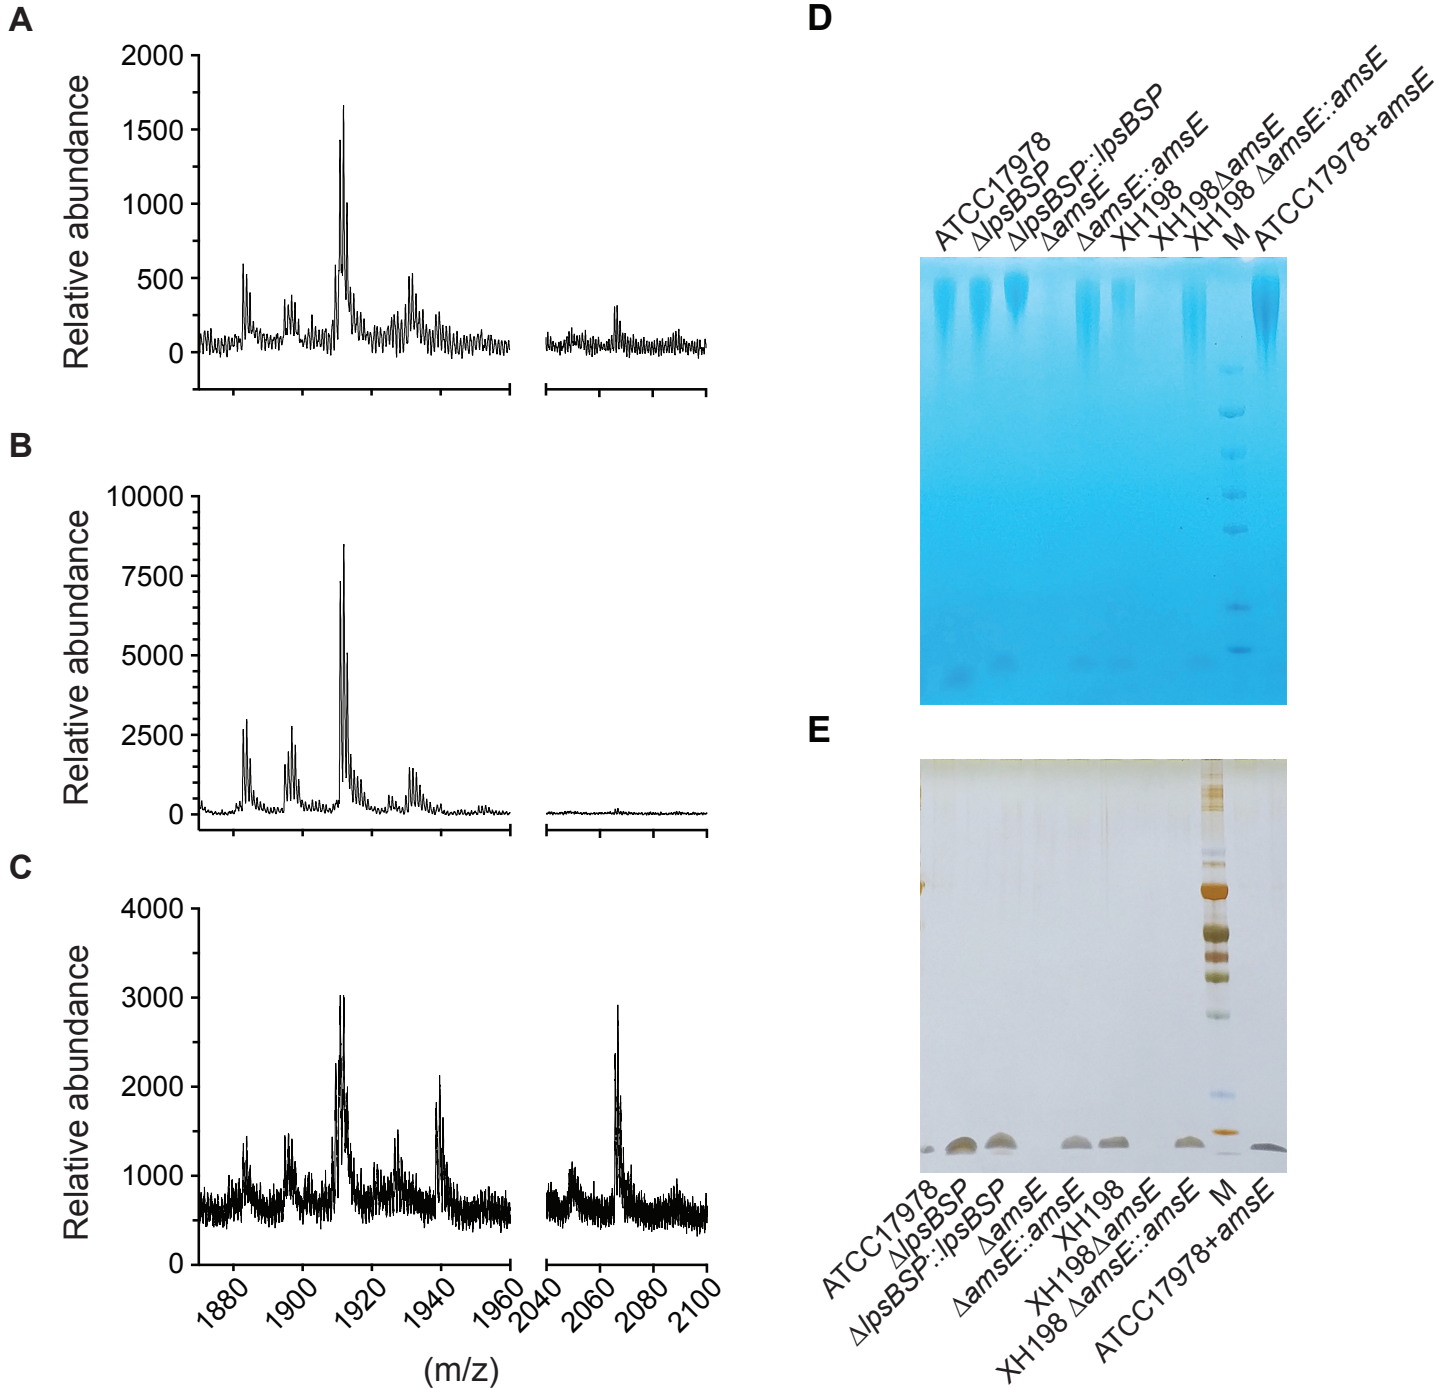 A
Relative abundance
2000
1500
1000
500
0
B
Relative abundance
10000
7500
5000
2500
0
C
Relative abundance
4000
3000
2000
1000
0
1880
1900
1920
1940
1960
2040
2060
2080
2100
(m/z)
D
ATCC17978
ΔlpsBSP
ΔlpsBSP::lpsBSP
ΔamsE
ΔamsE::amsE
XH198
XH198ΔamsE
XH198 ΔamsE::amsE
M
ATCC17978+amsE
E
ATCC17978
ΔlpsBSP
ΔlpsBSP::lpsBSP
ΔamsE
ΔamsE::amsE
XH198
XH198ΔamsE
XH198 ΔamsE::amsE
M
ATCC17978+amsE